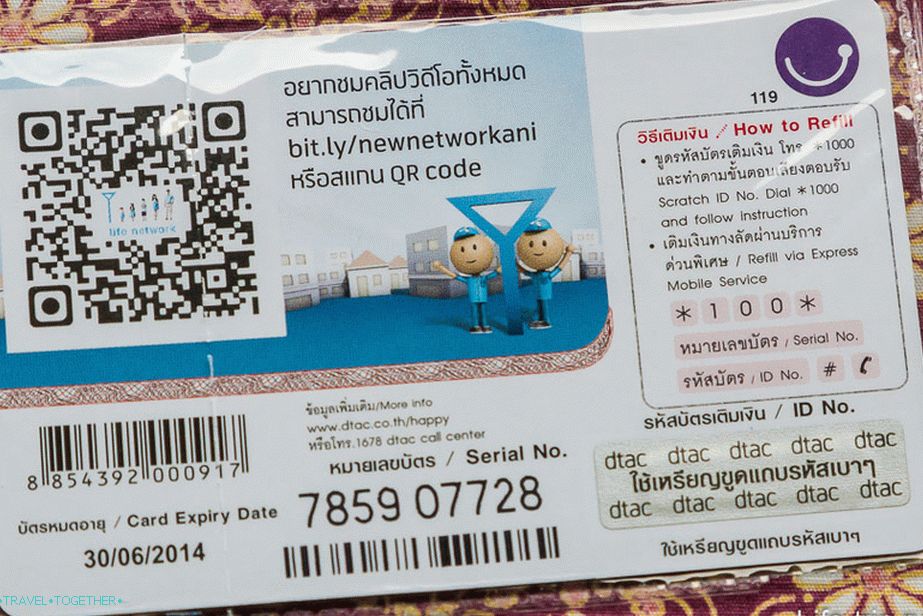 อยากชมคลิปวิดีโอทั้งหมด
สามารถชมได้ที่
bit.ly/newnetworkani
หรือสแกน QR code
life network
119
วิธีเติมเงิน / How to Refill
• ขูดรหัสบัตรเติมเงิน โทร. *1000
และทำตามขั้นตอบเสียงตอบรับ
Scratch ID No. Dial *1000
and follow instruction
• เติมเงินทางลัดผ่านบริการ
ด่วนพิเศษ / Refill via Express
Mobile Service
*100*
หมายเลขบัตร / Serial No.
รหัสบัตร / ID No. #
รหัสบัตรเติมเงิน / ID No.
dtac dtac dtac dtac dtac
ใช้เหรียญขูดแถบรหัสเบาๆ
dtac dtac dtac dtac dtac
ใช้เหรียญขูดแถบรหัสเบาๆ
ข้อมูลเพิ่มเติม/More info
www.dtac.co.th/happy
หรือโทร.1678 dtac call center
หมายเลขบัตร / Serial No.
7859 07728
8 854392 000917
บัตรหมดอายุ / Card Expiry Date
30/06/2014
•TRAVEL•TOGETHER•